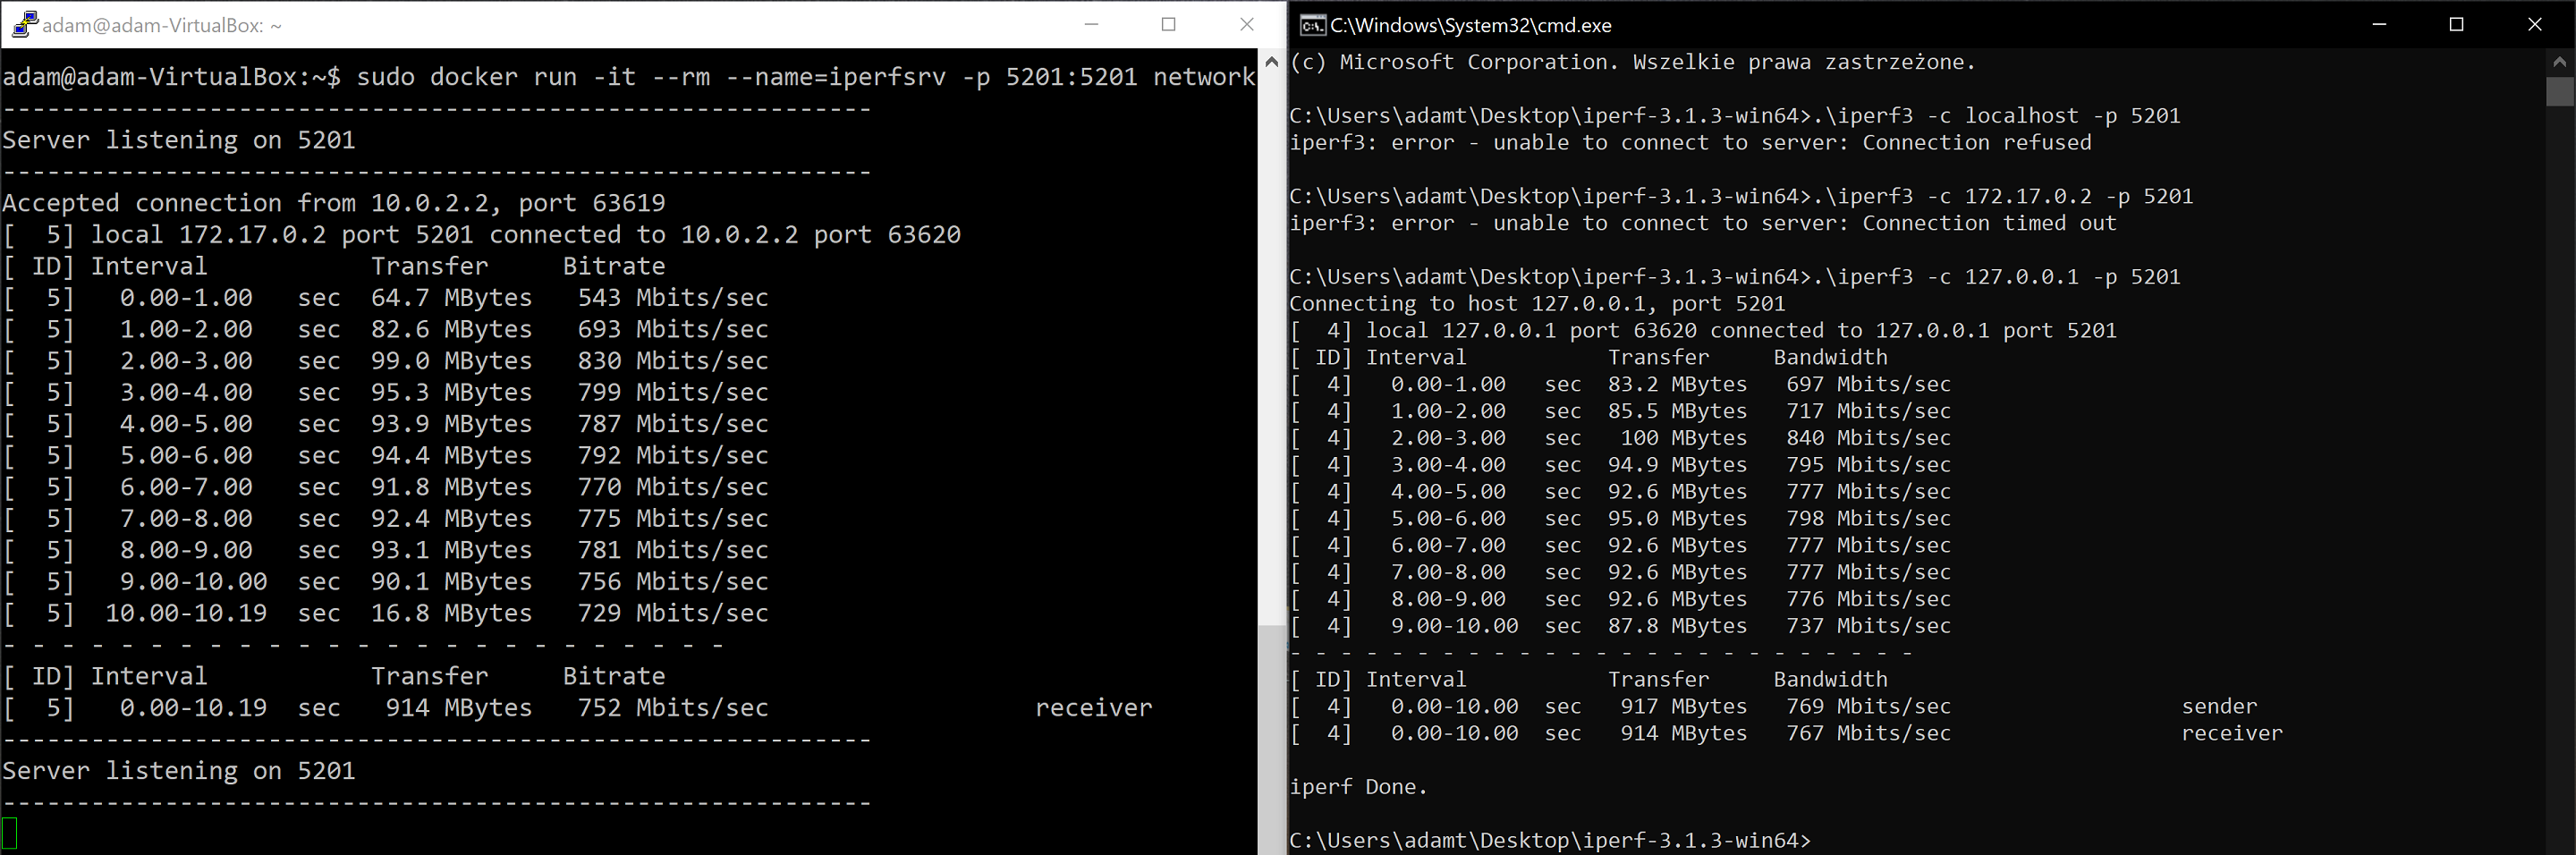 adam@adam-VirtualBox: ~
adam@adam-VirtualBox:~$ sudo docker run -it --rm --name=iperfsrv -p 5201:5201 network
-----------------------------------------------------------
Server listening on 5201
-----------------------------------------------------------
Accepted connection from 10.0.2.2, port 63619
[  5] local 172.17.0.2 port 5201 connected to 10.0.2.2 port 63620
[ ID] Interval           Transfer     Bitrate
[  5]   0.00-1.00   sec  64.7 MBytes   543 Mbits/sec
[  5]   1.00-2.00   sec  82.6 MBytes   693 Mbits/sec
[  5]   2.00-3.00   sec  99.0 MBytes   830 Mbits/sec
[  5]   3.00-4.00   sec  95.3 MBytes   799 Mbits/sec
[  5]   4.00-5.00   sec  93.9 MBytes   787 Mbits/sec
[  5]   5.00-6.00   sec  94.4 MBytes   792 Mbits/sec
[  5]   6.00-7.00   sec  91.8 MBytes   770 Mbits/sec
[  5]   7.00-8.00   sec  92.4 MBytes   775 Mbits/sec
[  5]   8.00-9.00   sec  93.1 MBytes   781 Mbits/sec
[  5]   9.00-10.00  sec  90.1 MBytes   756 Mbits/sec
[  5]  10.00-10.19  sec  16.8 MBytes   729 Mbits/sec
- - - - - - - - - - - - - - - - - - - - - - - - -
[ ID] Interval           Transfer     Bitrate
[  5]   0.00-10.19  sec   914 MBytes   752 Mbits/sec                  receiver
-----------------------------------------------------------
Server listening on 5201
-----------------------------------------------------------
C:\Windows\System32\cmd.exe
(c) Microsoft Corporation. Wszelkie prawa zastrzeżone.
C:\Users\adamt\Desktop\iperf-3.1.3-win64>.\iperf3 -c localhost -p 5201
iperf3: error - unable to connect to server: Connection refused
C:\Users\adamt\Desktop\iperf-3.1.3-win64>.\iperf3 -c 172.17.0.2 -p 5201
iperf3: error - unable to connect to server: Connection timed out
C:\Users\adamt\Desktop\iperf-3.1.3-win64>.\iperf3 -c 127.0.0.1 -p 5201
Connecting to host 127.0.0.1, port 5201
[  4] local 127.0.0.1 port 63620 connected to 127.0.0.1 port 5201
[ ID] Interval           Transfer     Bandwidth
[  4]   0.00-1.00   sec  83.2 MBytes   697 Mbits/sec
[  4]   1.00-2.00   sec  85.5 MBytes   717 Mbits/sec
[  4]   2.00-3.00   sec   100 MBytes   840 Mbits/sec
[  4]   3.00-4.00   sec  94.9 MBytes   795 Mbits/sec
[  4]   4.00-5.00   sec  92.6 MBytes   777 Mbits/sec
[  4]   5.00-6.00   sec  95.0 MBytes   798 Mbits/sec
[  4]   6.00-7.00   sec  92.6 MBytes   777 Mbits/sec
[  4]   7.00-8.00   sec  92.6 MBytes   777 Mbits/sec
[  4]   8.00-9.00   sec  92.6 MBytes   776 Mbits/sec
[  4]   9.00-10.00  sec  87.8 MBytes   737 Mbits/sec
- - - - - - - - - - - - - - - - - - - - - - - - -
[ ID] Interval           Transfer     Bandwidth
[  4]   0.00-10.00  sec   917 MBytes   769 Mbits/sec                  sender
[  4]   0.00-10.00  sec   914 MBytes   767 Mbits/sec                  receiver
iperf Done.
C:\Users\adamt\Desktop\iperf-3.1.3-win64>